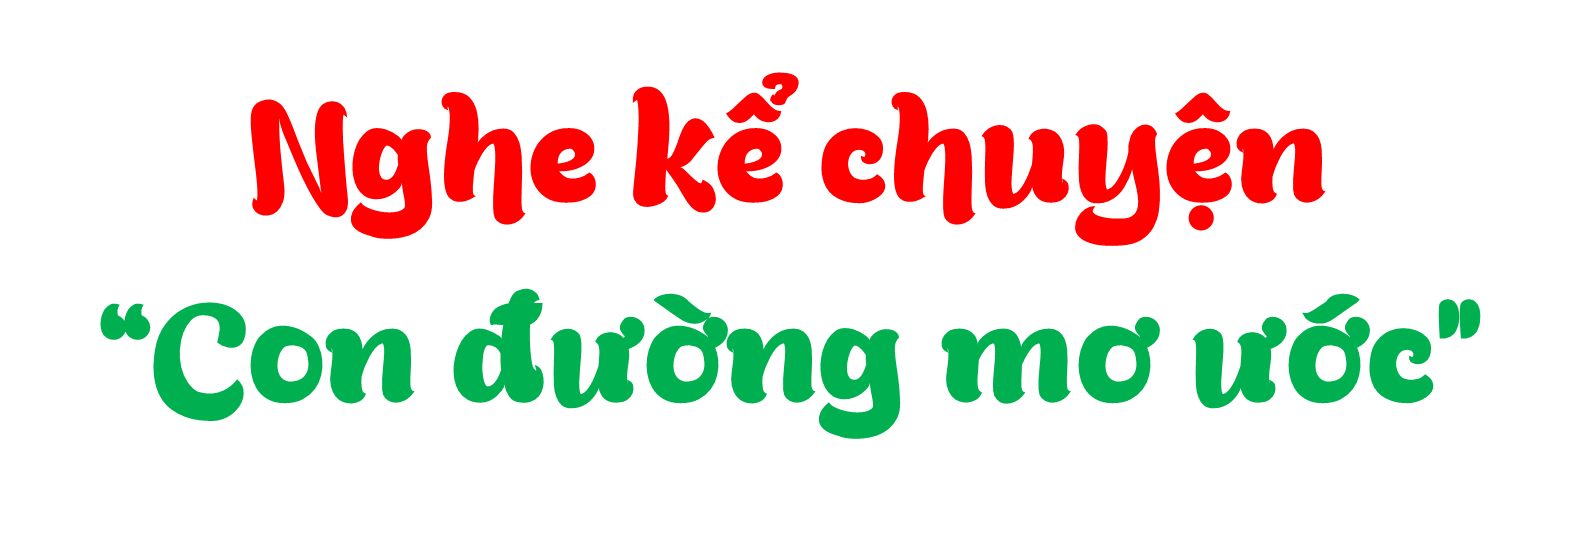 Nghe kể chuyện
“Con đường mơ ước"